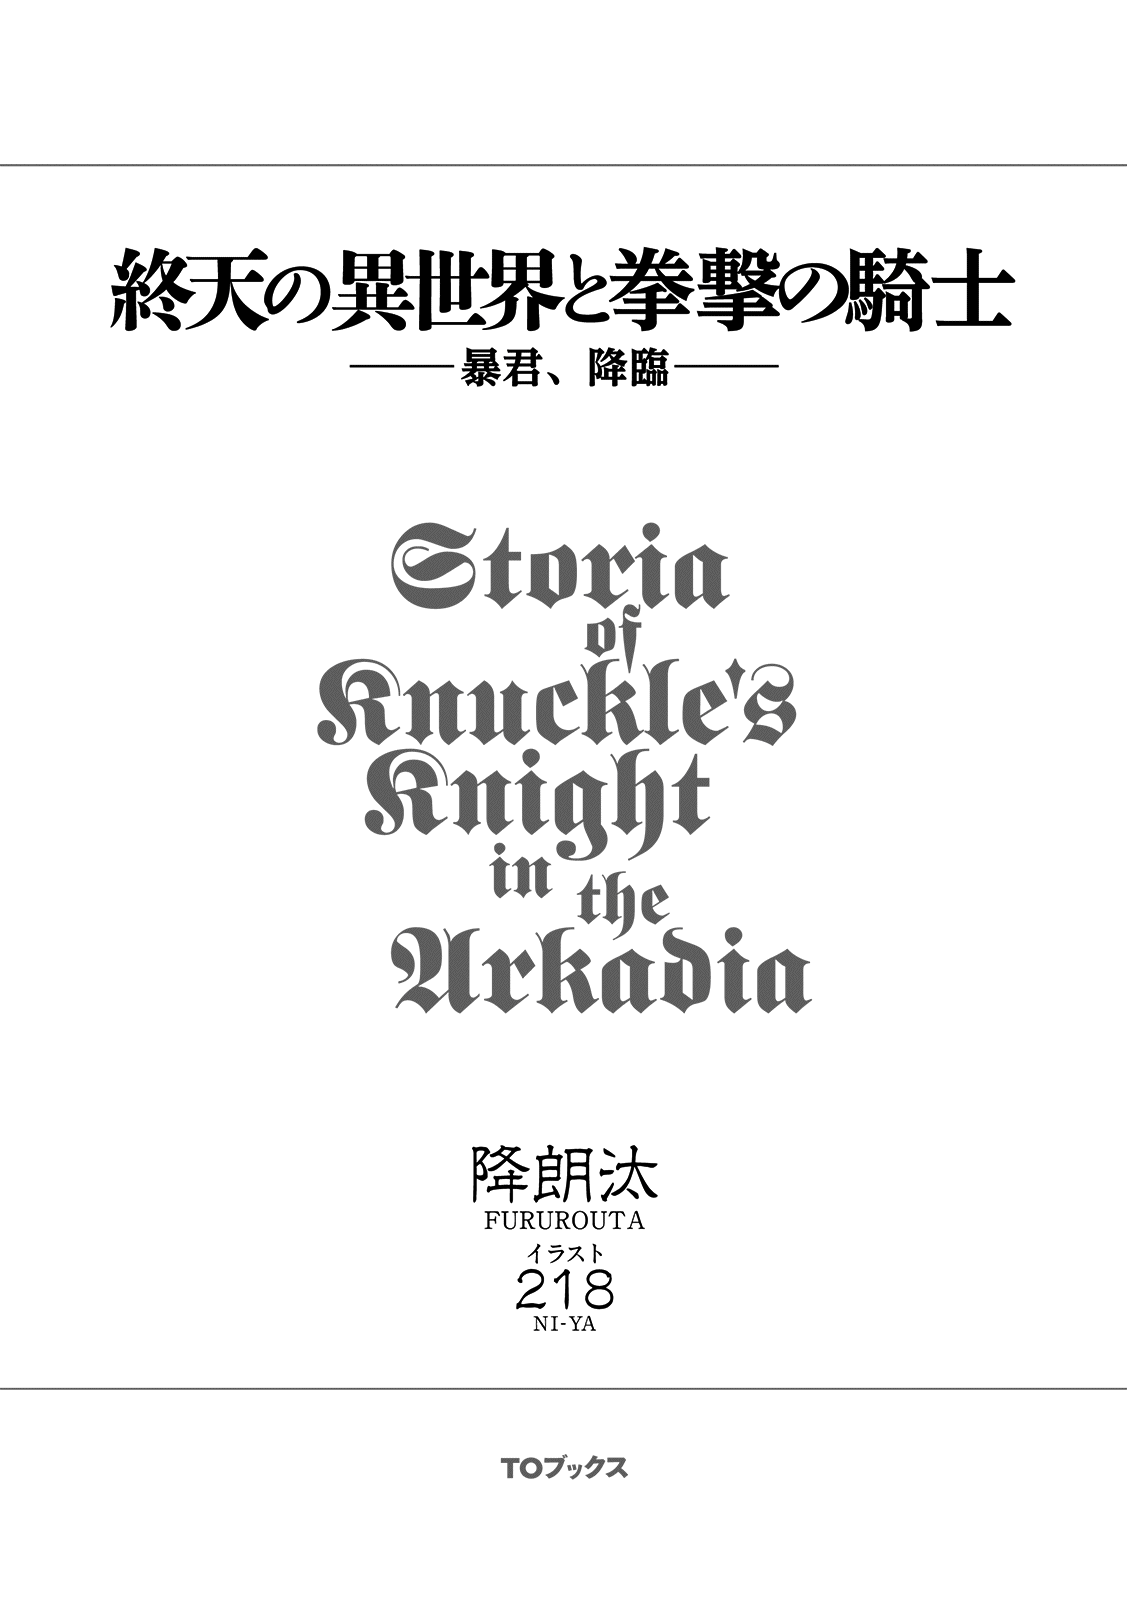 終天の異世界と拳撃の騎士
――暴君、降臨――
Storia
of
Knuckle's
Knight
in the
Arkadia
降朗汰
FURUROUTA
イラスト
218
NI-YA
TOブックス